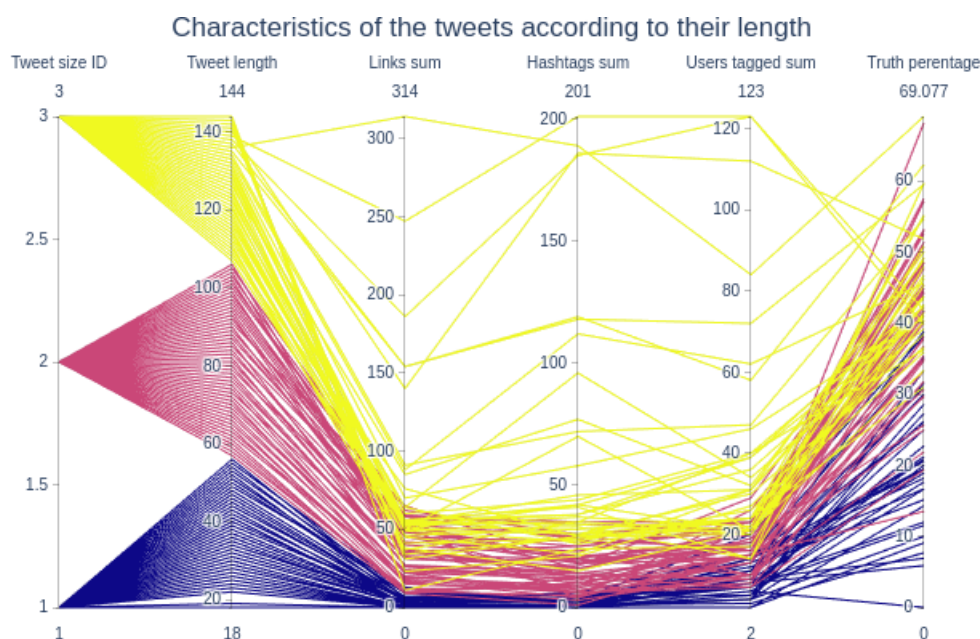 Characteristics of the tweets according to their length
Tweet size ID Tweet length Links sum Hashtags sum Users tagged sum Truth perentage
3 144 314 201 123 69.077
3 140 300 200 120 60
2.5 120 250 150 100 50
2 100 200 100 80 40
1.5 80 150 50 60 30
1 60 100 0 40 20
40 50 20 10
20 0 0
1 18 0 0 2 0